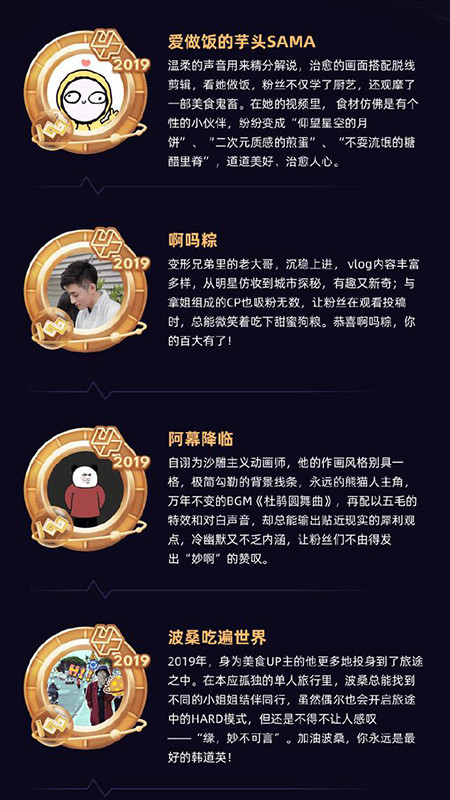 爱做饭的芋头SAMA
2019
温柔的声音用来精分解说，治愈的画面搭配脱线
剪辑，看她做饭，粉丝不仅学了厨艺，还观摩了
一部美食鬼畜。在她的视频里， 食材仿佛是有个
性的小伙伴，纷纷变成“仰望星空的月
饼”、“二次元质感的煎蛋”、“不耍流氓的糖
醋里脊”，道道美好、治愈人心。
100
啊吗粽
2019
变形兄弟里的老大哥，沉稳上进， vlog内容丰富
多样，从明星仿妆到城市探秘，有趣又新奇；与
拿姐组成的CP也吸粉无数，让粉丝在观看投稿
时，总能微笑着吃下甜蜜狗粮。恭喜啊吗粽，你
的百大有了！
100
阿幕降临
2019
自诩为沙雕主义动画师，他的作画风格别具一
格，极简勾勒的背景线条，永远的熊猫人主角，
万年不变的BGM《杜鹃圆舞曲》，再配以五毛的
特效和对白声音，却总能输出贴近现实的犀利观
点，冷幽默又不乏内涵，让粉丝们不由得发
出“妙啊”的赞叹。
100
波桑吃遍世界
2019
2019年，身为美食UP主的他更多地投身到了旅途
之中。在本应孤独的单人旅行里，波桑总能找到
不同的小姐姐结伴同行，虽然偶尔也会开启旅途
中的HARD模式，但还是不得不让人感叹
——“缘，妙不可言”。加油波桑，你永远是最
好的韩道英！
100